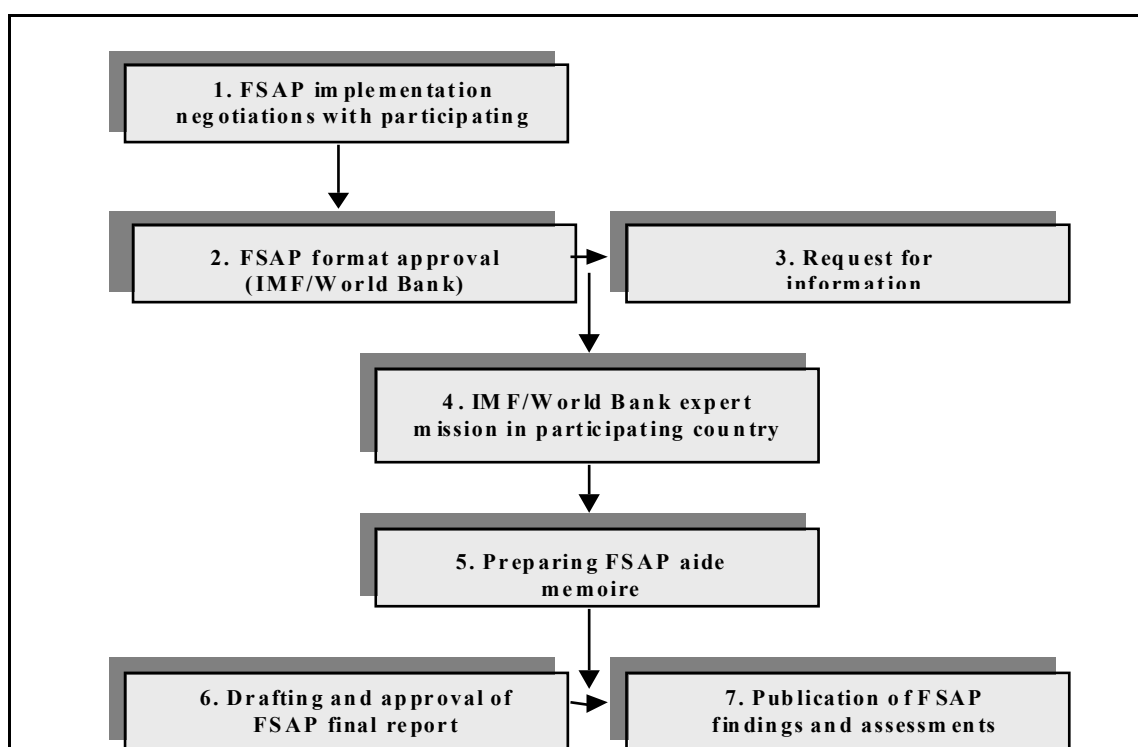 1. FSAP implementation
negotiations with participating
2. FSAP format approval
(IMF/World Bank)
3. Request for
information
4. IMF/World Bank expert
mission in participating country
5. Preparing FSAP aide
memoire
6. Drafting and approval of
FSAP final report
7. Publication of FSAP
findings and assessments